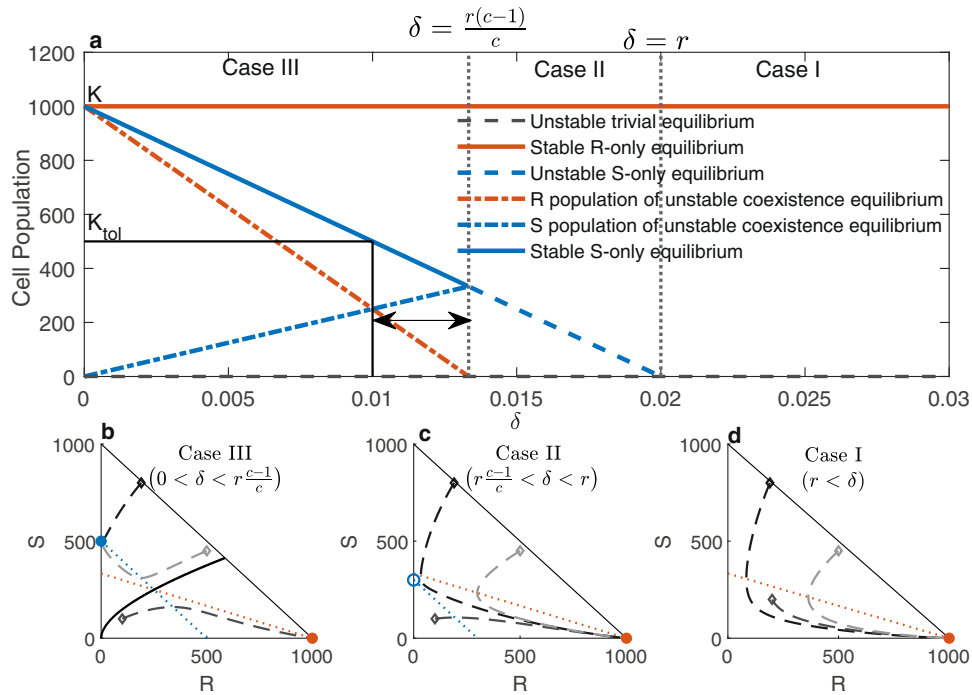 δ = r(c−1)/c
δ = r
a
Case III
Case II
Case I
1200
1000
800
600
400
200
0
Cell Population
K
K_tol
Unstable trivial equilibrium
Stable R-only equilibrium
Unstable S-only equilibrium
R population of unstable coexistence equilibrium
S population of unstable coexistence equilibrium
Stable S-only equilibrium
0 0.005 0.01 0.015 0.02 0.025 0.03
δ
b
Case III
(0 < δ < r (c−1)/c)
1000
500
0
S
0 500 1000
R
c
Case II
(r (c−1)/c < δ < r)
1000
500
0
S
0 500 1000
R
d
Case I
(r < δ)
1000
500
0
S
0 500 1000
R